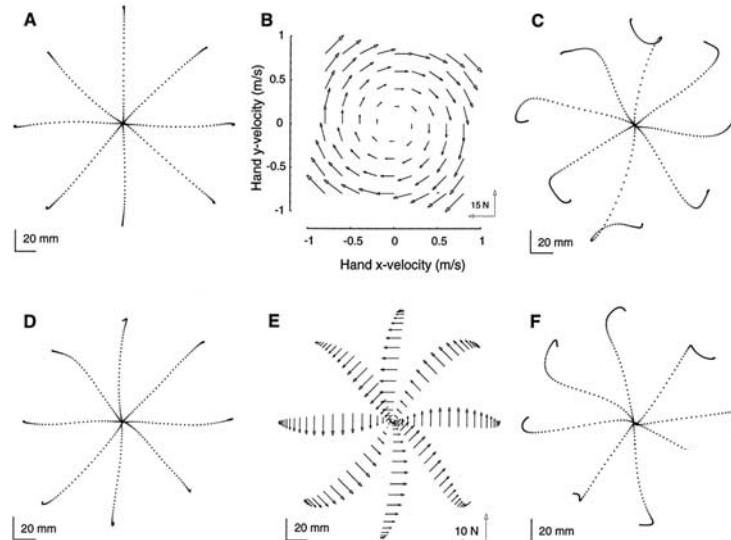 A
B
C
Hand y-velocity (m/s)
1
0.5
0
-0.5
-1
15 N
-1 -0.5 0 0.5 1
Hand x-velocity (m/s)
20 mm
20 mm
D
E
F
20 mm
20 mm
10 N
20 mm